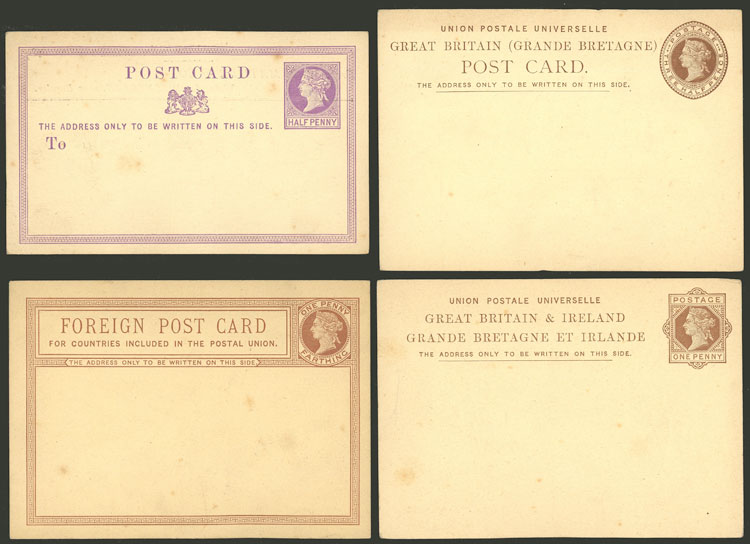 POST CARD
HALFPENNY
THE ADDRESS ONLY TO BE WRITTEN ON THIS SIDE.
To
UNION POSTALE UNIVERSELLE
GREAT BRITAIN (GRANDE BRETAGNE)
POST CARD.
THE ADDRESS ONLY TO BE WRITTEN ON THIS SIDE.
POSTAGE
THREE HALF PENCE
FOREIGN POST CARD
FOR COUNTRIES INCLUDED IN THE POSTAL UNION.
THE ADDRESS ONLY TO BE WRITTEN ON THIS SIDE.
ONE PENNY
FARTHING
UNION POSTALE UNIVERSELLE
GREAT BRITAIN & IRELAND
GRANDE BRETAGNE ET IRLANDE
THE ADDRESS ONLY TO BE WRITTEN ON THIS SIDE.
POSTAGE
ONE PENNY